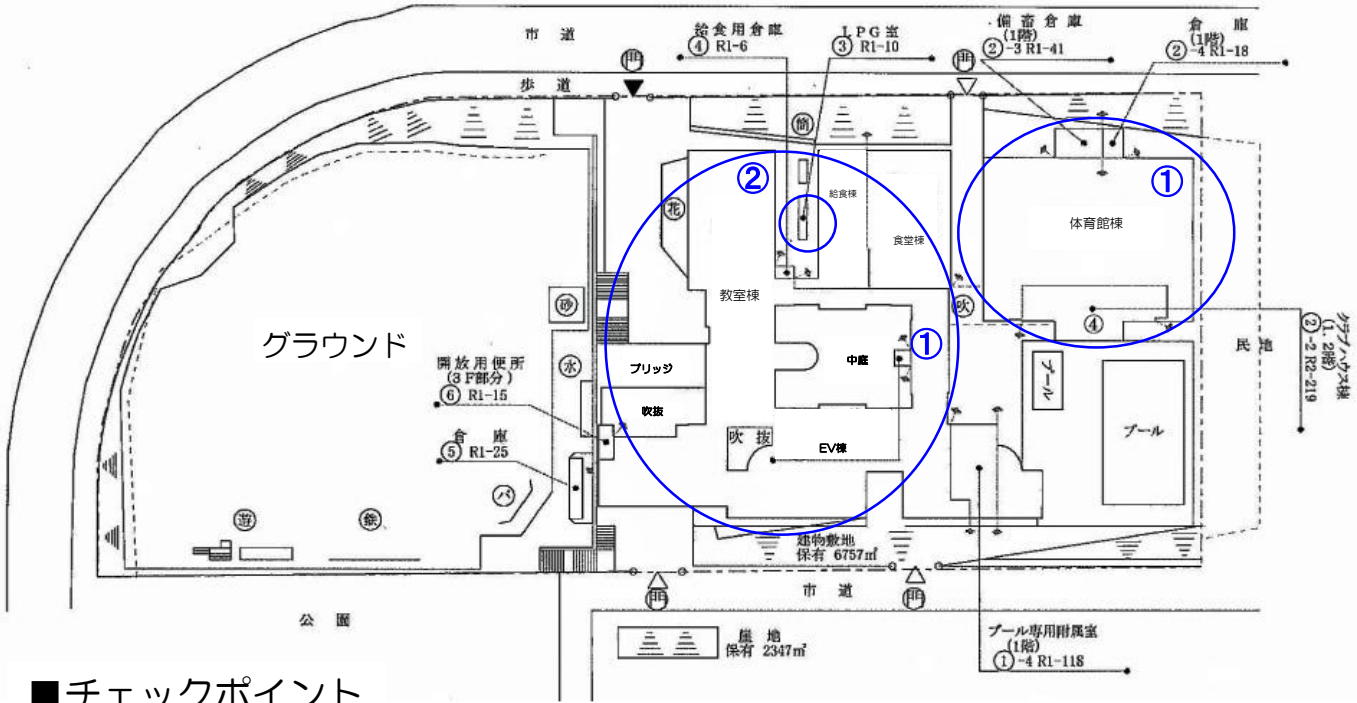 市道
歩道
門
給食用倉庫
④ R1-6
LPG室
③ R1-10
門
備畜倉庫
(1階)
②-3 R1-41
倉庫
(1階)
②-4 R1-18
②
給食棟
食堂棟
花
教室棟
①
体育館棟
吹
④
クラブハウス棟
(1,2階)
②-2 R2-219
民地
砂
グラウンド
水
ブリッジ
吹抜
開放用便所
(3F部分)
⑥ R1-15
倉庫
⑤ R1-25
①
中庭
吹抜
EV棟
プール
プール
遊
鉄
バ
建物敷地
保有 6757㎡
門
市道
門
公園
崖地
保有 2347㎡
プール専用附属室
(1階)
①-4 R1-118
■チェックポイント